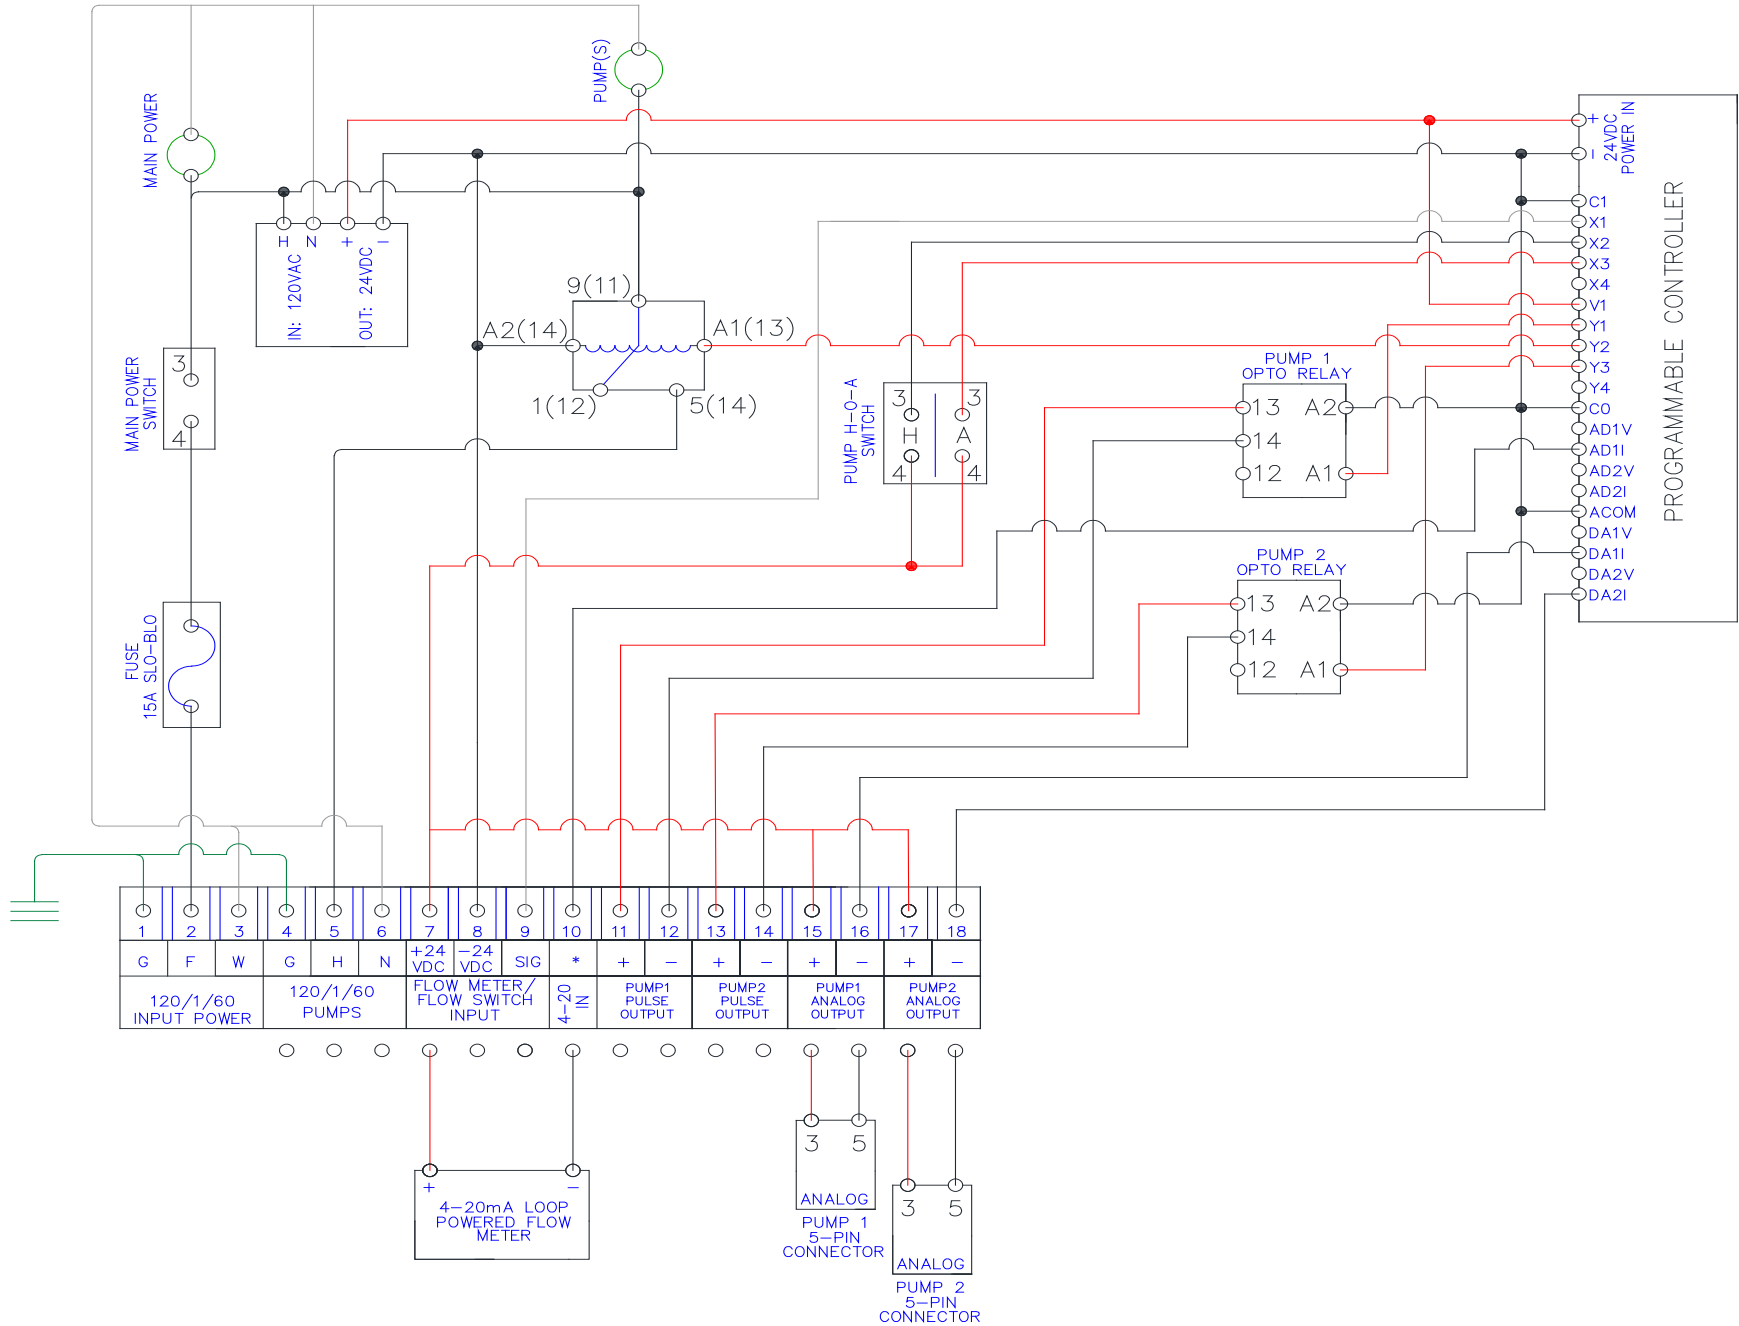 PUMP(S)
MAIN POWER
+
-
24VDC
POWER IN
C1
X1
X2
X3
X4
V1
Y1
Y2
Y3
Y4
C0
AD1V
AD1I
AD2V
AD2I
ACOM
DA1V
DA1I
DA2V
DA2I
PROGRAMMABLE CONTROLLER
H N + -
IN: 120VAC
OUT: 24VDC
9(11)
A2(14)
A1(13)
1(12)
5(14)
MAIN POWER
SWITCH
3
4
PUMP H-O-A
SWITCH
3 3
H A
4 4
PUMP 1
OPTO RELAY
13 A2
14
12 A1
PUMP 2
OPTO RELAY
13 A2
14
12 A1
FUSE
15A SLO-BLO
1 2 3 4 5 6 7 8 9 10 11 12 13 14 15 16 17 18
G F W G H N +24 VDC -24 VDC SIG * + - + - + - + -
120/1/60
INPUT POWER
120/1/60
PUMPS
FLOW METER/
FLOW SWITCH
INPUT
4-20
IN
PUMP1
PULSE
OUTPUT
PUMP2
PULSE
OUTPUT
PUMP1
ANALOG
OUTPUT
PUMP2
ANALOG
OUTPUT
+ -
4-20mA LOOP
POWERED FLOW
METER
3 5
ANALOG
PUMP 1
5-PIN
CONNECTOR
3 5
ANALOG
PUMP 2
5-PIN
CONNECTOR